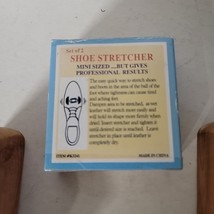 Set of 2
SHOE STRETCHER
MINI SIZED ...BUT GIVES
PROFESSIONAL RESULTS
The easy quick way to stretch shoes
and boots in the area of the ball of the
foot where tightness can cause tired
and aching feet.
Dampen area to be stretched, as wet
leather will stretch more easily and
will hold its shape more firmly when
dried. Insert stretcher and tighten it
until desired size is reached. Leave
stretcher in place until leather is
completely dry.
ITEM
MADE IN CHINA